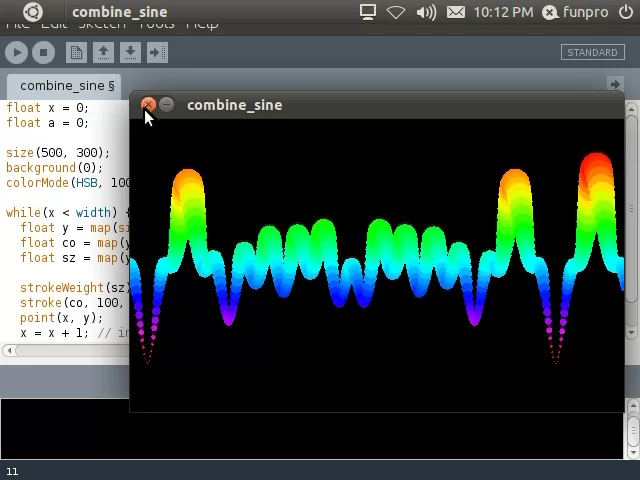 combine_sine 10:12 PM funpro
File Edit Sketch Tools Help
STANDARD
combine_sine §
combine_sine
float x = 0;
float a = 0;
size(500, 300);
background(0);
colorMode(HSB, 100
while(x < width) {
float y = map(si
float co = map(y
float sz = map(y
strokeWeight(sz)
stroke(co, 100,
point(x, y);
x = x + 1; // in
11